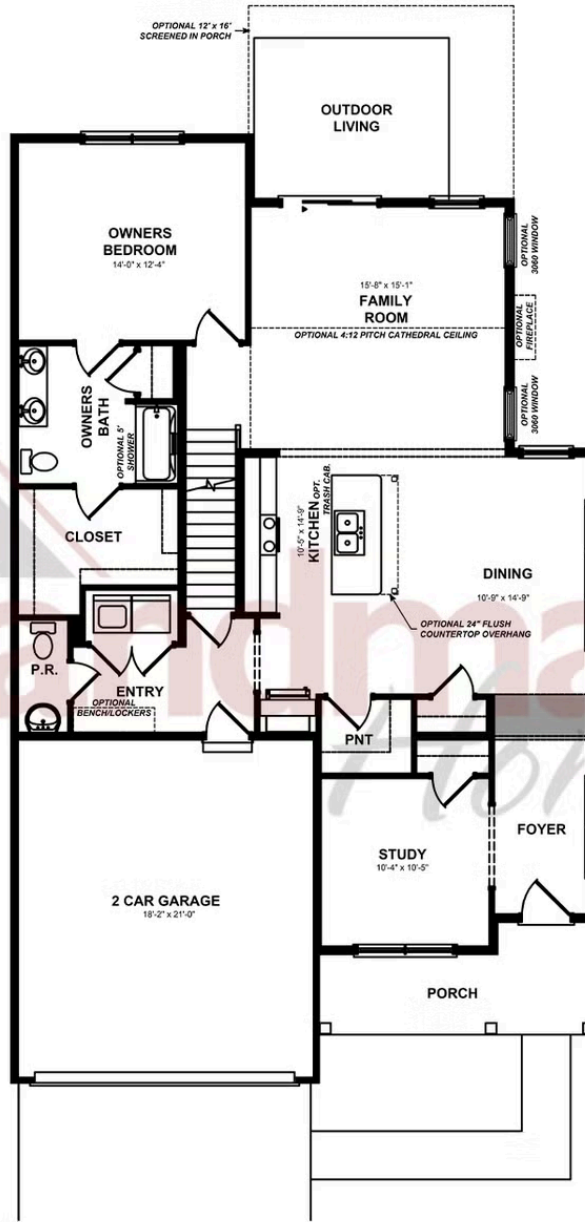 OPTIONAL 12' x 16'
SCREENED IN PORCH
OUTDOOR
LIVING
OWNERS
BEDROOM
14'-0" x 12'-4"
OPTIONAL
3060 WINDOW
15'-8" x 15'-1"
FAMILY
ROOM
OPTIONAL 4:12 PITCH CATHEDRAL CEILING
OPTIONAL
FIREPLACE
OPTIONAL
3060 WINDOW
OWNERS
BATH
OPTIONAL 5'
SHOWER
CLOSET
KITCHEN
10'-5" x 14'-9"
OPT.
TRASH CAB.
DINING
10'-9" x 14'-9"
OPTIONAL 24" FLUSH
COUNTERTOP OVERHANG
andma
Hom
P.R.
ENTRY
OPTIONAL
BENCH/LOCKERS
PNT
FOYER
STUDY
10'-4" x 10'-5"
2 CAR GARAGE
18'-2" x 21'-0"
PORCH